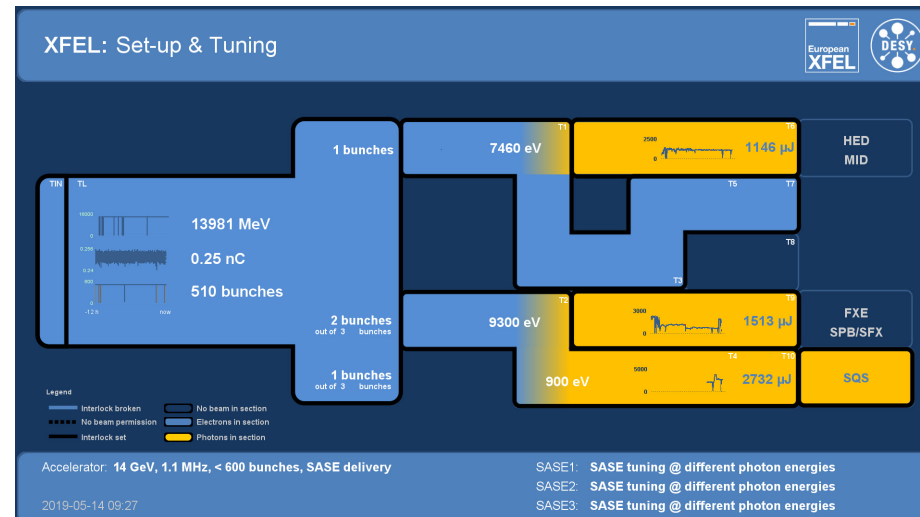 XFEL: Set-up & Tuning
European
XFEL
DESY.
1 bunches
T1
7460 eV
2500
0
1146 µJ
T6
HED
MID
TIN
TL
13981 MeV
0.25 nC
510 bunches
0
0.24
0
-12 h
now
T5
T7
T8
T3
2 bunches
out of 3 bunches
T2
9300 eV
3000
0
1513 µJ
T9
FXE
SPB/SFX
1 bunches
out of 3 bunches
900 eV
5000
0
T4
T10
2732 µJ
SQS
Legend
Interlock broken
No beam in section
No beam permission
Electrons in section
Interlock set
Photons in section
Accelerator: 14 GeV, 1.1 MHz, < 600 bunches, SASE delivery
SASE1: SASE tuning @ different photon energies
SASE2: SASE tuning @ different photon energies
2019-05-14 09:27
SASE3: SASE tuning @ different photon energies